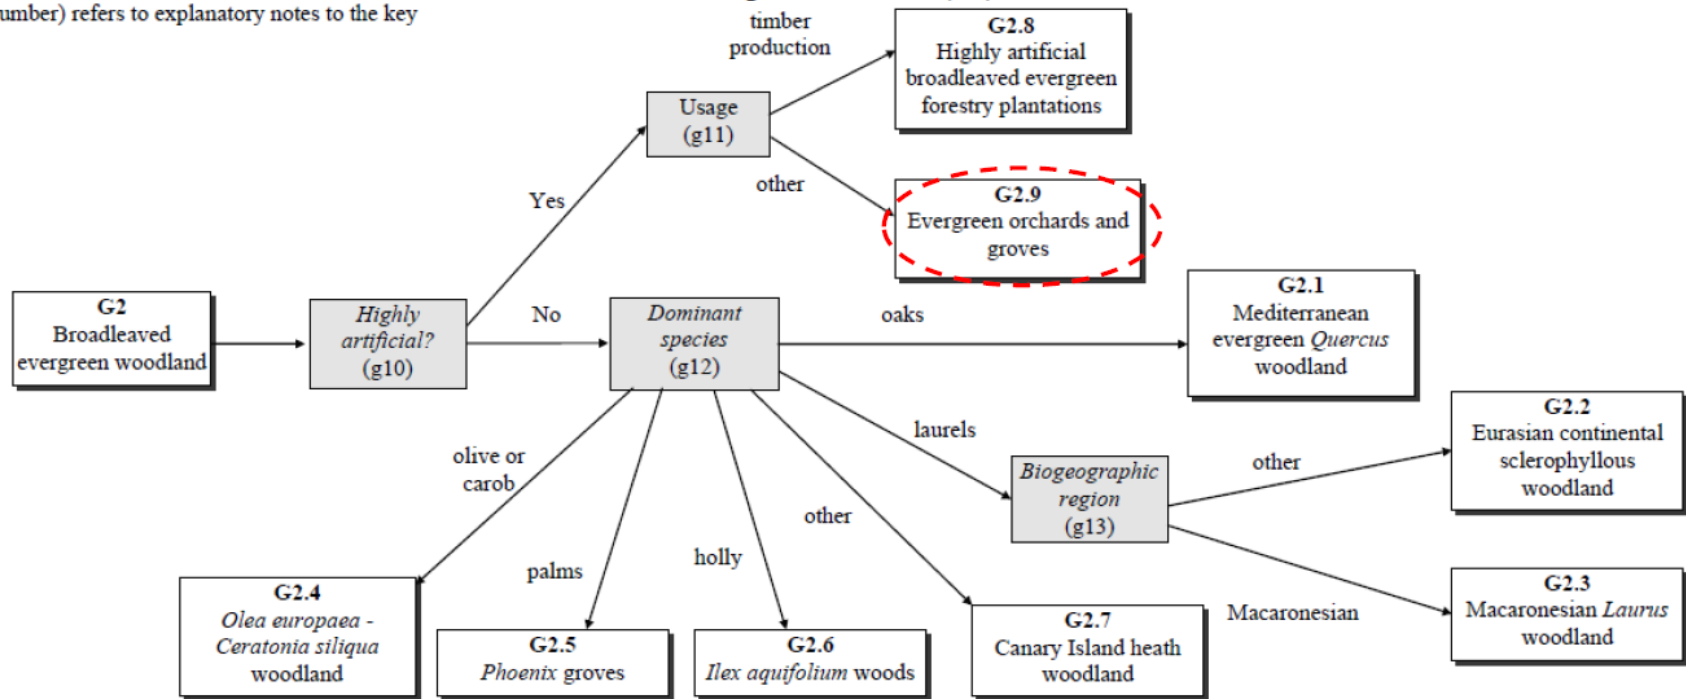 number) refers to explanatory notes to the key
timber
production
G2.8
Highly artificial
broadleaved evergreen
forestry plantations
Usage
(g11)
other
G2.9
Evergreen orchards and
groves
Yes
G2
Broadleaved
evergreen woodland
Highly
artificial?
(g10)
No
Dominant
species
(g12)
oaks
G2.1
Mediterranean
evergreen Quercus
woodland
laurels
Biogeographic
region
(g13)
other
G2.2
Eurasian continental
sclerophyllous
woodland
Macaronesian
G2.3
Macaronesian Laurus
woodland
olive or
carob
G2.4
Olea europaea -
Ceratonia siliqua
woodland
palms
G2.5
Phoenix groves
holly
G2.6
Ilex aquifolium woods
other
G2.7
Canary Island heath
woodland